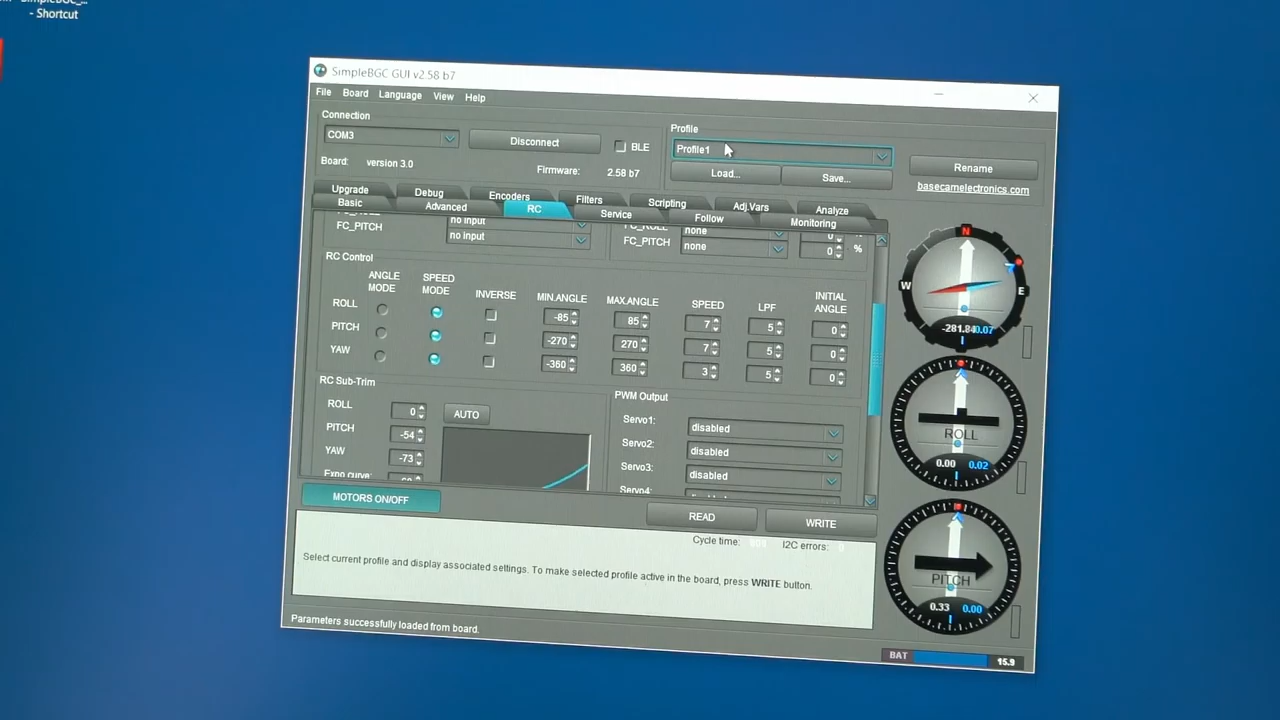 - Shortcut
SimpleBGC GUI v2.58 b7
File Board Language View Help
Connection
COM3
Disconnect
BLE
Board: version 3.0
Firmware: 2.58 b7
Profile
Profile1
Load...
Save...
Rename
basecamelectronics.com
Upgrade Debug Encoders Filters Scripting Adj.Vars Analyze
Basic Advanced RC Service Follow Monitoring
no input
none
FC_PITCH no input
FC_PITCH none 0 %
RC Control
ANGLE MODE SPEED MODE INVERSE MIN.ANGLE MAX.ANGLE SPEED LPF INITIAL ANGLE
ROLL -85 85 7 5 0
PITCH -270 270 7 5 0
YAW -360 360 3 5 0
RC Sub-Trim
ROLL 0 AUTO
PITCH -54
YAW -73
Expo curve:
PWM Output
Servo1: disabled
Servo2: disabled
Servo3: disabled
Servo4:
MOTORS ON/OFF
READ
WRITE
Cycle time: I2C errors:
Select current profile and display associated settings. To make selected profile active in the board, press WRITE button.
Parameters successfully loaded from board.
N
W
E
ROLL
0.00 0.02
PITCH
0.33 0.00
BAT 15.9